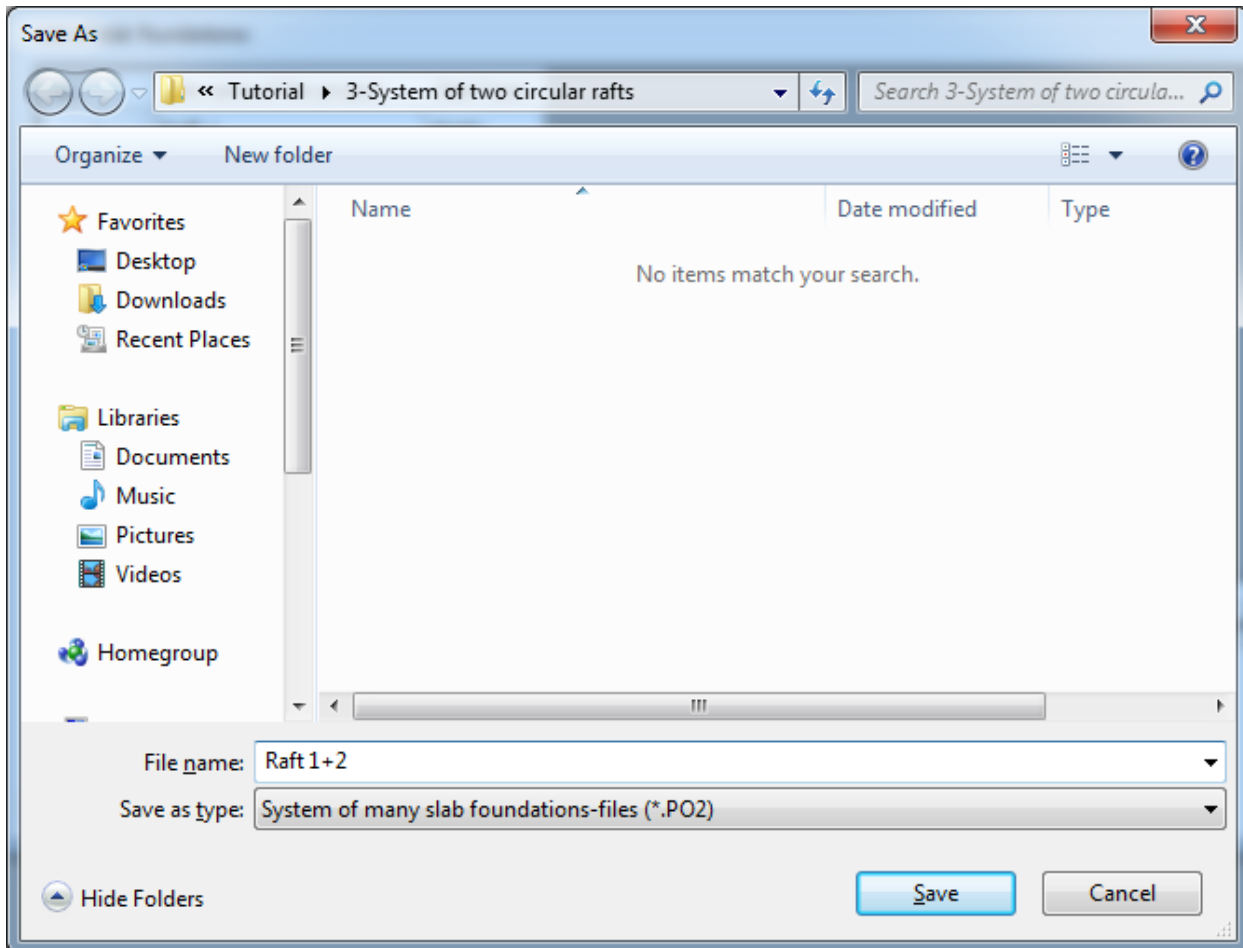 Save As
« Tutorial 3-System of two circular rafts Search 3-System of two circula...
Organize New folder
Name Date modified Type
No items match your search.
Favorites
Desktop
Downloads
Recent Places
Libraries
Documents
Music
Pictures
Videos
Homegroup
File name: Raft 1+2
Save as type: System of many slab foundations-files (*.PO2)
Hide Folders Save Cancel